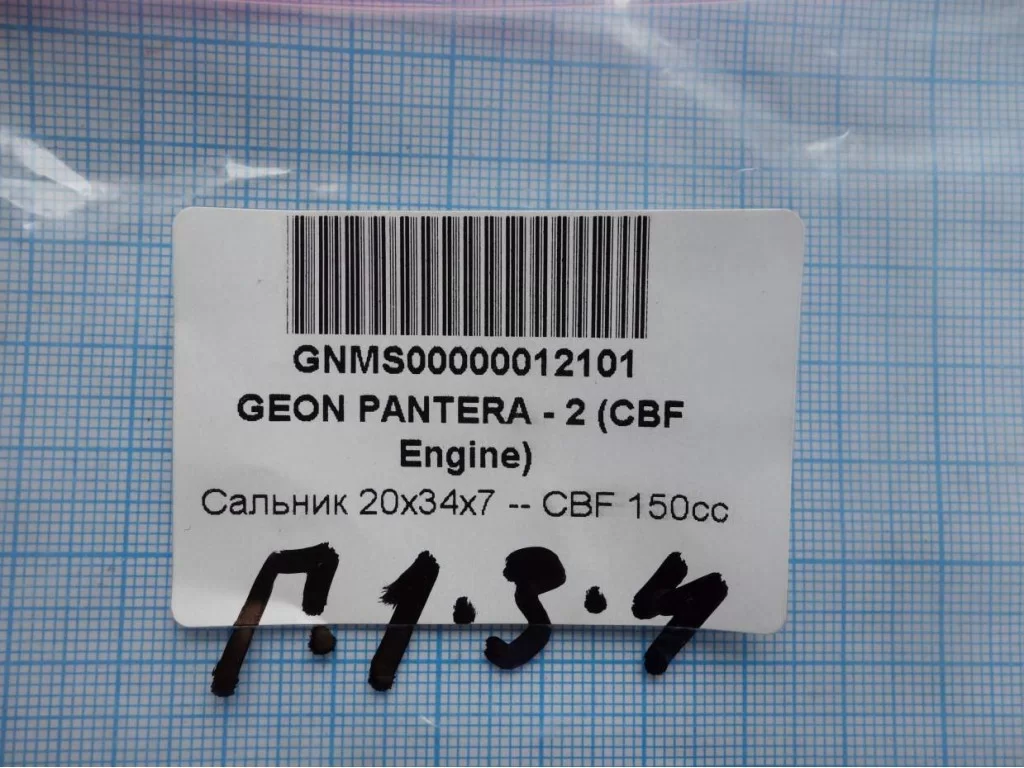 GNMS00000012101
GEON PANTERA - 2 (CBF
Engine)
Сальник 20x34x7 -- CBF 150cc
Г.1.3.4